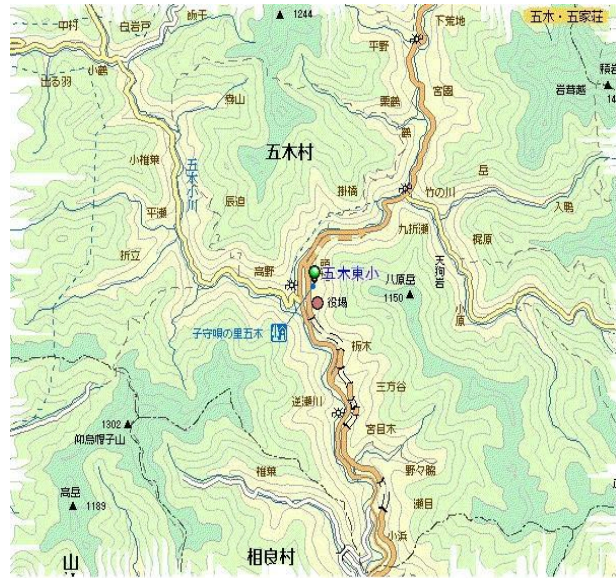 五木・五家荘
中村
白岩戸
1244
下荒地
平野
小鶴
出る羽
宮園
岩茸越
鶴
五木村
小椎葉
五木小川
掛橋
竹の川
岳
入鴨
辰迫
平瀬
九折瀬
梶原
折立
天狗岩
高野
五木東小
八原岳
1150
小原
役場
子守唄の里五木
板木
三方谷
逆瀬川
1302
仰烏帽子山
宮目木
野々脇
椎葉
高岳
1189
瀬目
小浜
山
相良村